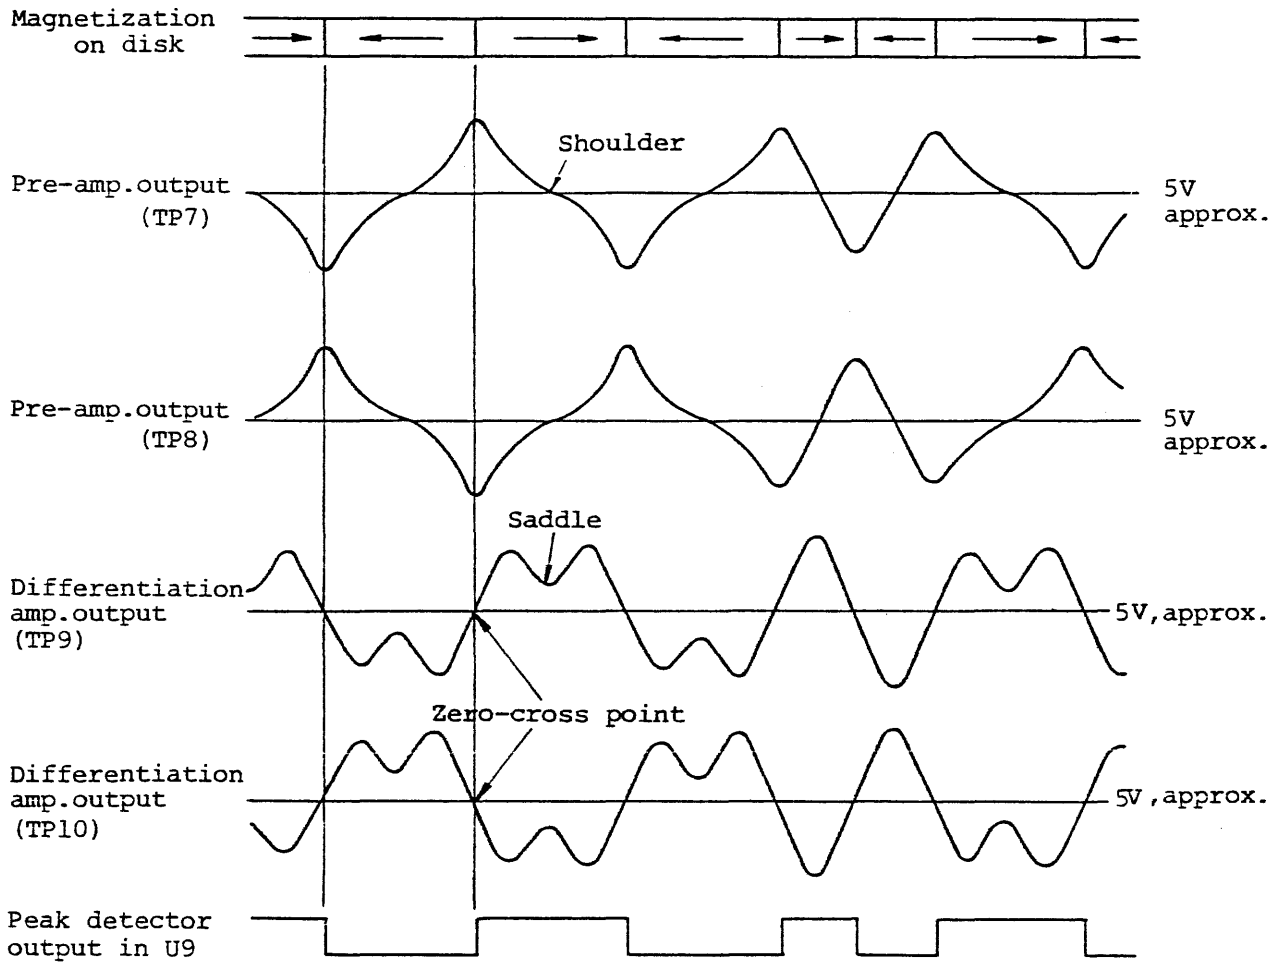 Magnetization
on disk
Shoulder
Pre-amp.output
(TP7)
5V
approx.
Pre-amp.output
(TP8)
5V
approx.
Saddle
Differentiation
amp.output
(TP9)
5V,approx.
Zero-cross point
Differentiation
amp.output
(TP10)
5V,approx.
Peak detector
output in U9